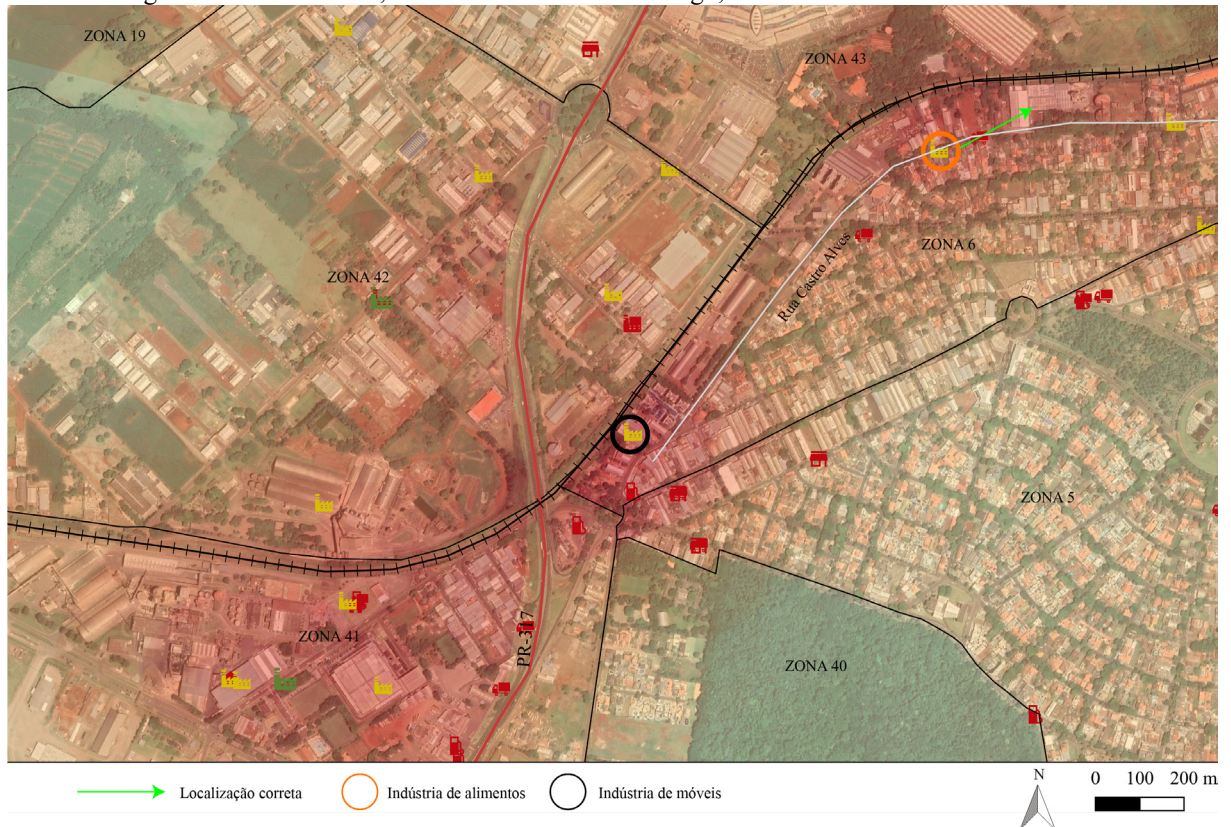 ZONA 19
ZONA 43
ZONA 42
ZONA 6
Rua Castro Alves
ZONA 5
ZONA 41
PR-317
ZONA 40
Localização correta
Indústria de alimentos
Indústria de móveis
N
0 100 200 m